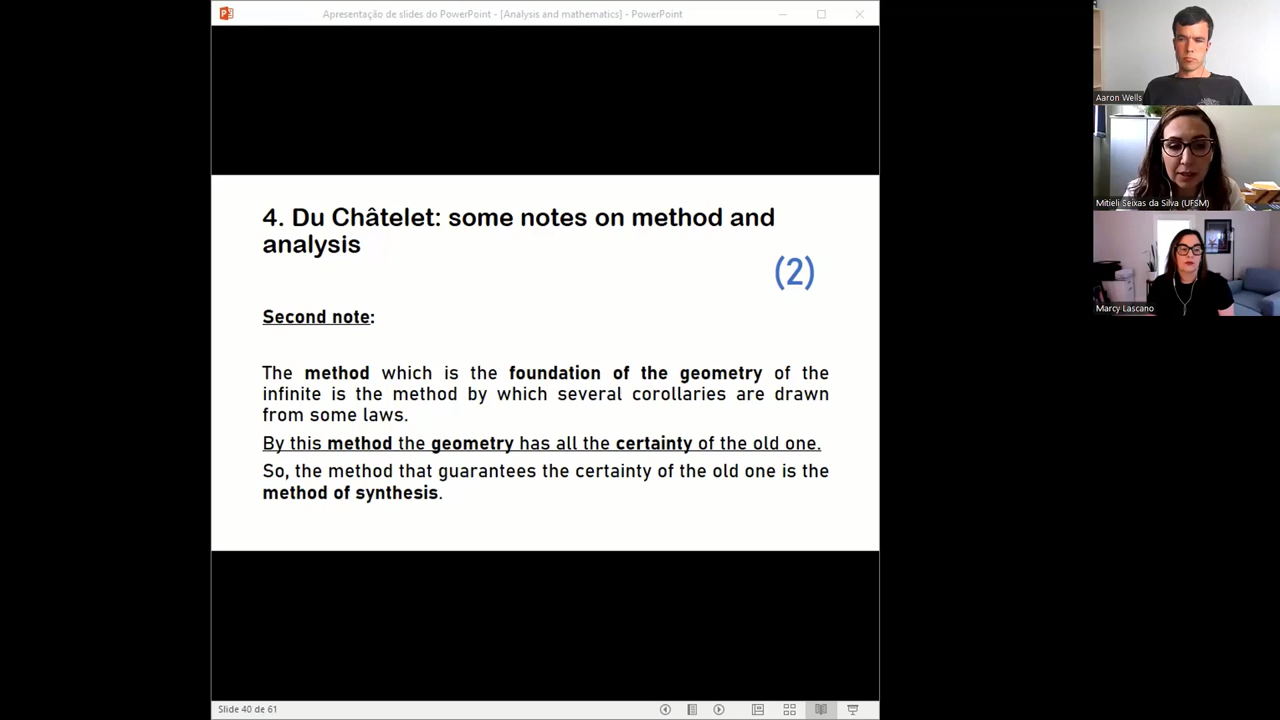 Apresentação de slides do PowerPoint - [Analysis and mathematics] - PowerPoint
4. Du Châtelet: some notes on method and
analysis
(2)
Second note:
The method which is the foundation of the geometry of the
infinite is the method by which several corollaries are drawn
from some laws.
By this method the geometry has all the certainty of the old one.
So, the method that guarantees the certainty of the old one is the
method of synthesis.
Slide 40 de 61
Aaron Wells
Mitieli Seixas da Silva (UFSM)
Marcy Lascano